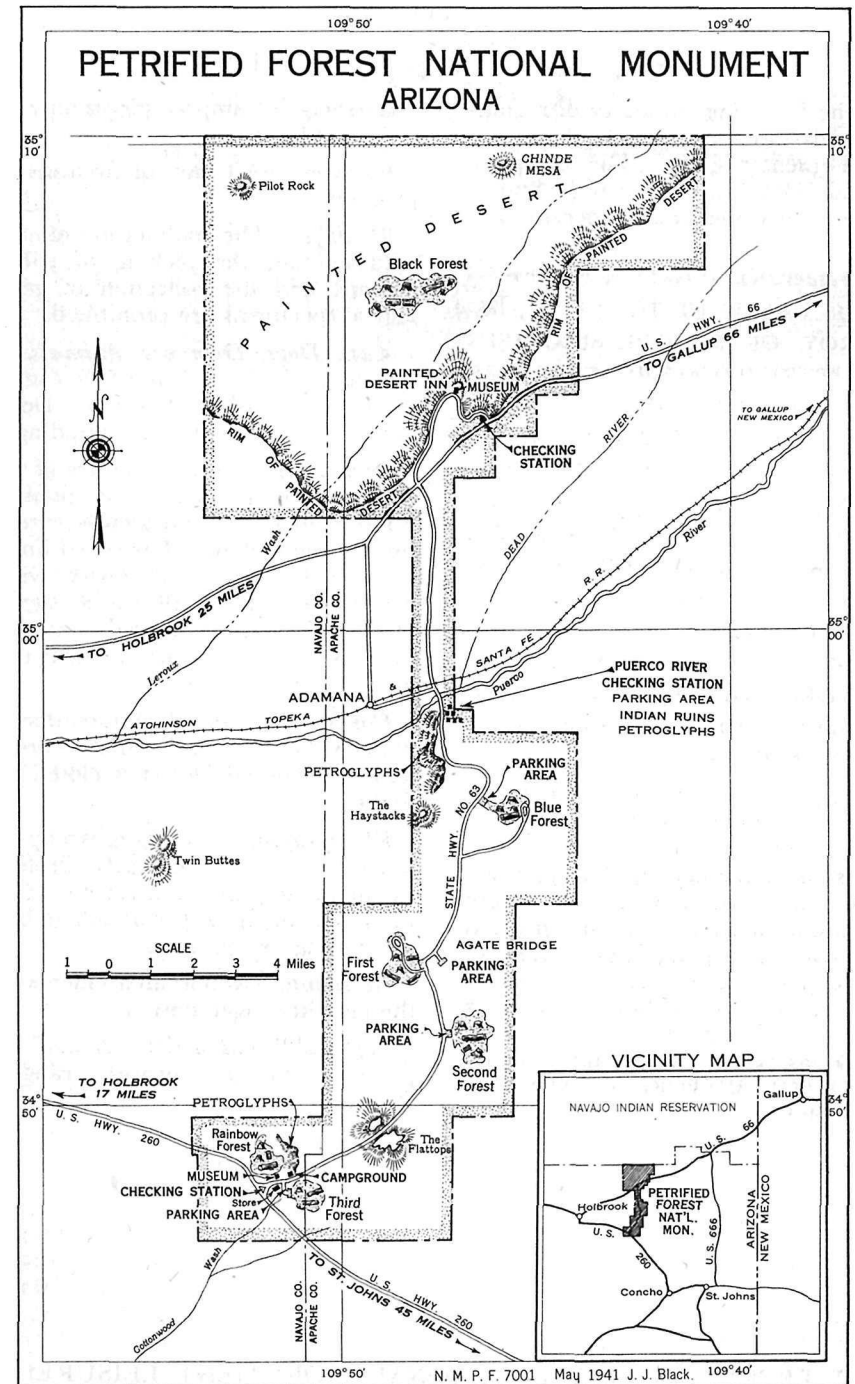 109° 50'
109° 40'
PETRIFIED FOREST NATIONAL MONUMENT
ARIZONA
35°
10'
35°
10'
CHINDE
MESA
Pilot Rock
PAINTED DESERT
RIM OF PAINTED DESERT
Black Forest
U.S. HWY. 66
TO GALLUP 66 MILES
PAINTED
DESERT INN
MUSEUM
N
TO GALLUP
NEW MEXICO
CHECKING
STATION
RIM OF PAINTED DESERT
DEAD RIVER
Wash
River
R. R.
35°
00'
35°
00'
TO HOLBROOK 25 MILES
NAVAJO CO.
APACHE CO.
SANTA FE
Leroux
Puerco
PUERCO RIVER
CHECKING STATION
PARKING AREA
INDIAN RUINS
PETROGLYPHS
ADAMANA
&
ATCHINSON TOPEKA
PETROGLYPHS
PARKING
AREA
STATE HWY. NO 63
The
Haystacks
Blue
Forest
Twin Buttes
SCALE
1 0 1 2 3 4 Miles
AGATE BRIDGE
First
Forest
PARKING
AREA
PARKING
AREA
Second
Forest
VICINITY MAP
TO HOLBROOK
17 MILES
U. S. HWY. 260
34°
50'
PETROGLYPHS
Rainbow
Forest
The
Flattops
MUSEUM
CAMPGROUND
CHECKING STATION
Store
PARKING AREA
Third
Forest
Wash
Cottonwood
NAVAJO CO.
APACHE CO.
TO ST. JOHNS 45 MILES
U. S. HWY. 260
34°
50'
Gallup
NAVAJO INDIAN RESERVATION
U. S. 66
Holbrook
PETRIFIED
FOREST
NAT'L.
MON.
U. S. 260
U. S. 666
ARIZONA
NEW MEXICO
Concho
St. Johns
109° 50'
N. M. P. F. 7001 May 1941 J. J. Black.
109° 40'